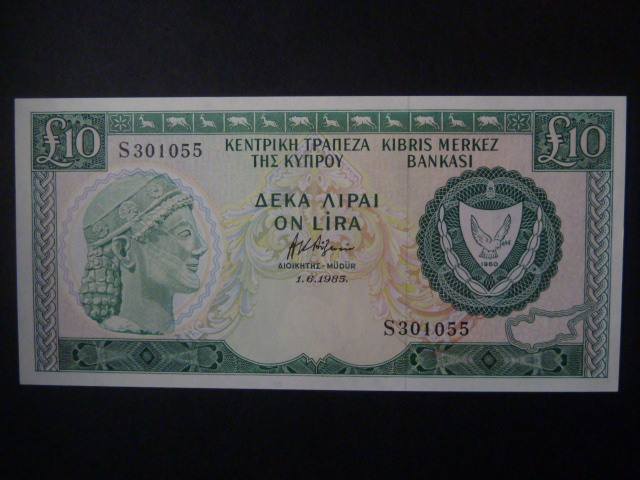 £10
£10
S301055
ΚΕΝΤΡΙΚΗ ΤΡΑΠΕΖΑ
ΤΗΣ ΚΥΠΡΟΥ
KIBRIS MERKEZ
BANKASI
ΔΕΚΑ ΛΙΡΑΙ
ON LİRA
ΔΙΟΙΚΗΤΗΣ - MÜDÜR
1.6.1985.
1960
S301055